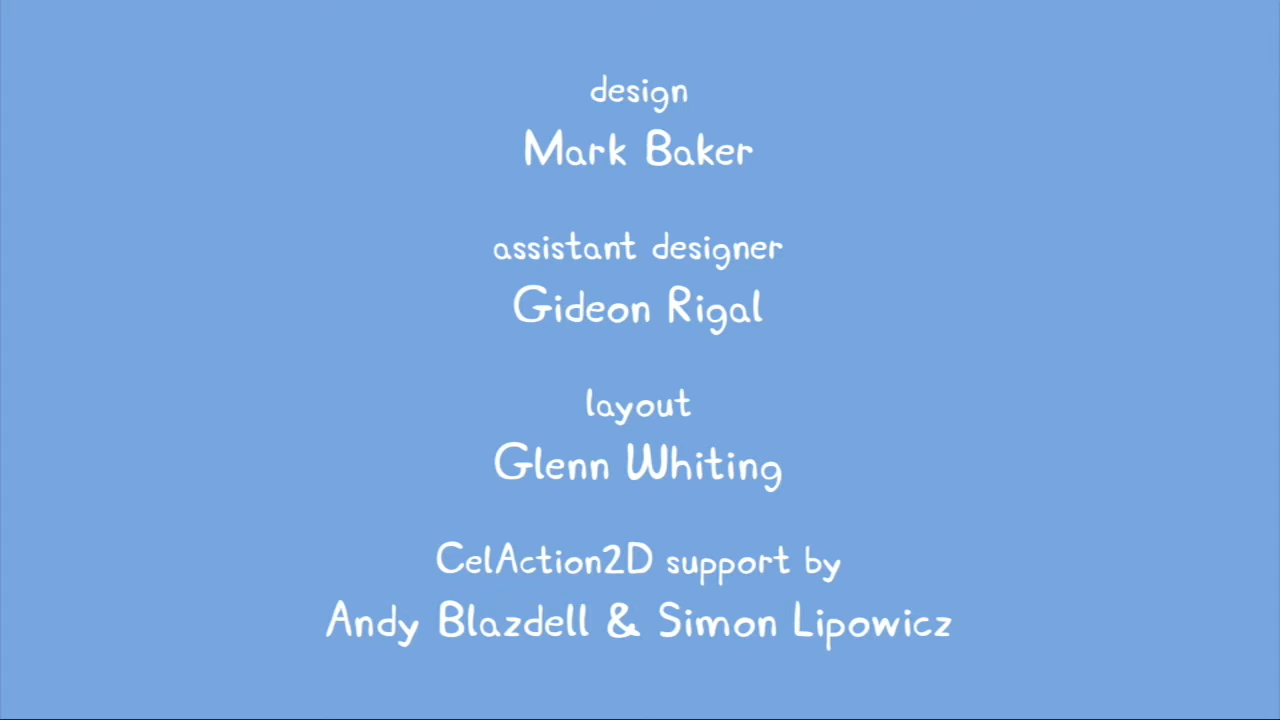 design
Mark Baker
assistant designer
Gideon Rigal
layout
Glenn Whiting
CelAction2D support by
Andy Blazdell & Simon Lipowicz